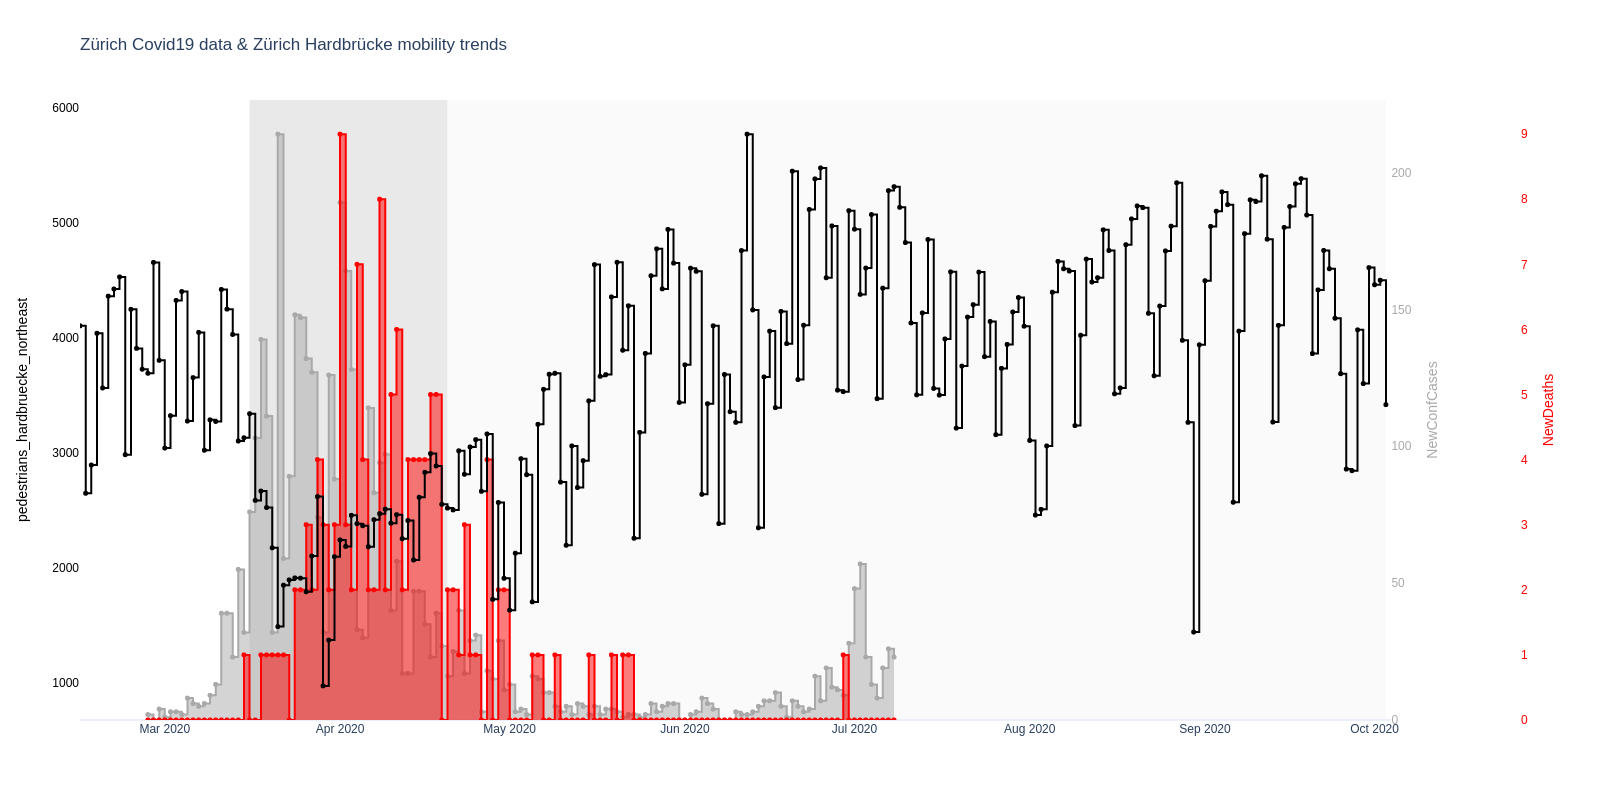 Zürich Covid19 data & Zürich Hardbrücke mobility trends
6000
5000
4000
3000
2000
1000
pedestrians_hardbruecke_northeast
200
150
100
50
0
NewConfCases
9
8
7
6
5
4
3
2
1
0
NewDeaths
Mar 2020
Apr 2020
May 2020
Jun 2020
Jul 2020
Aug 2020
Sep 2020
Oct 2020